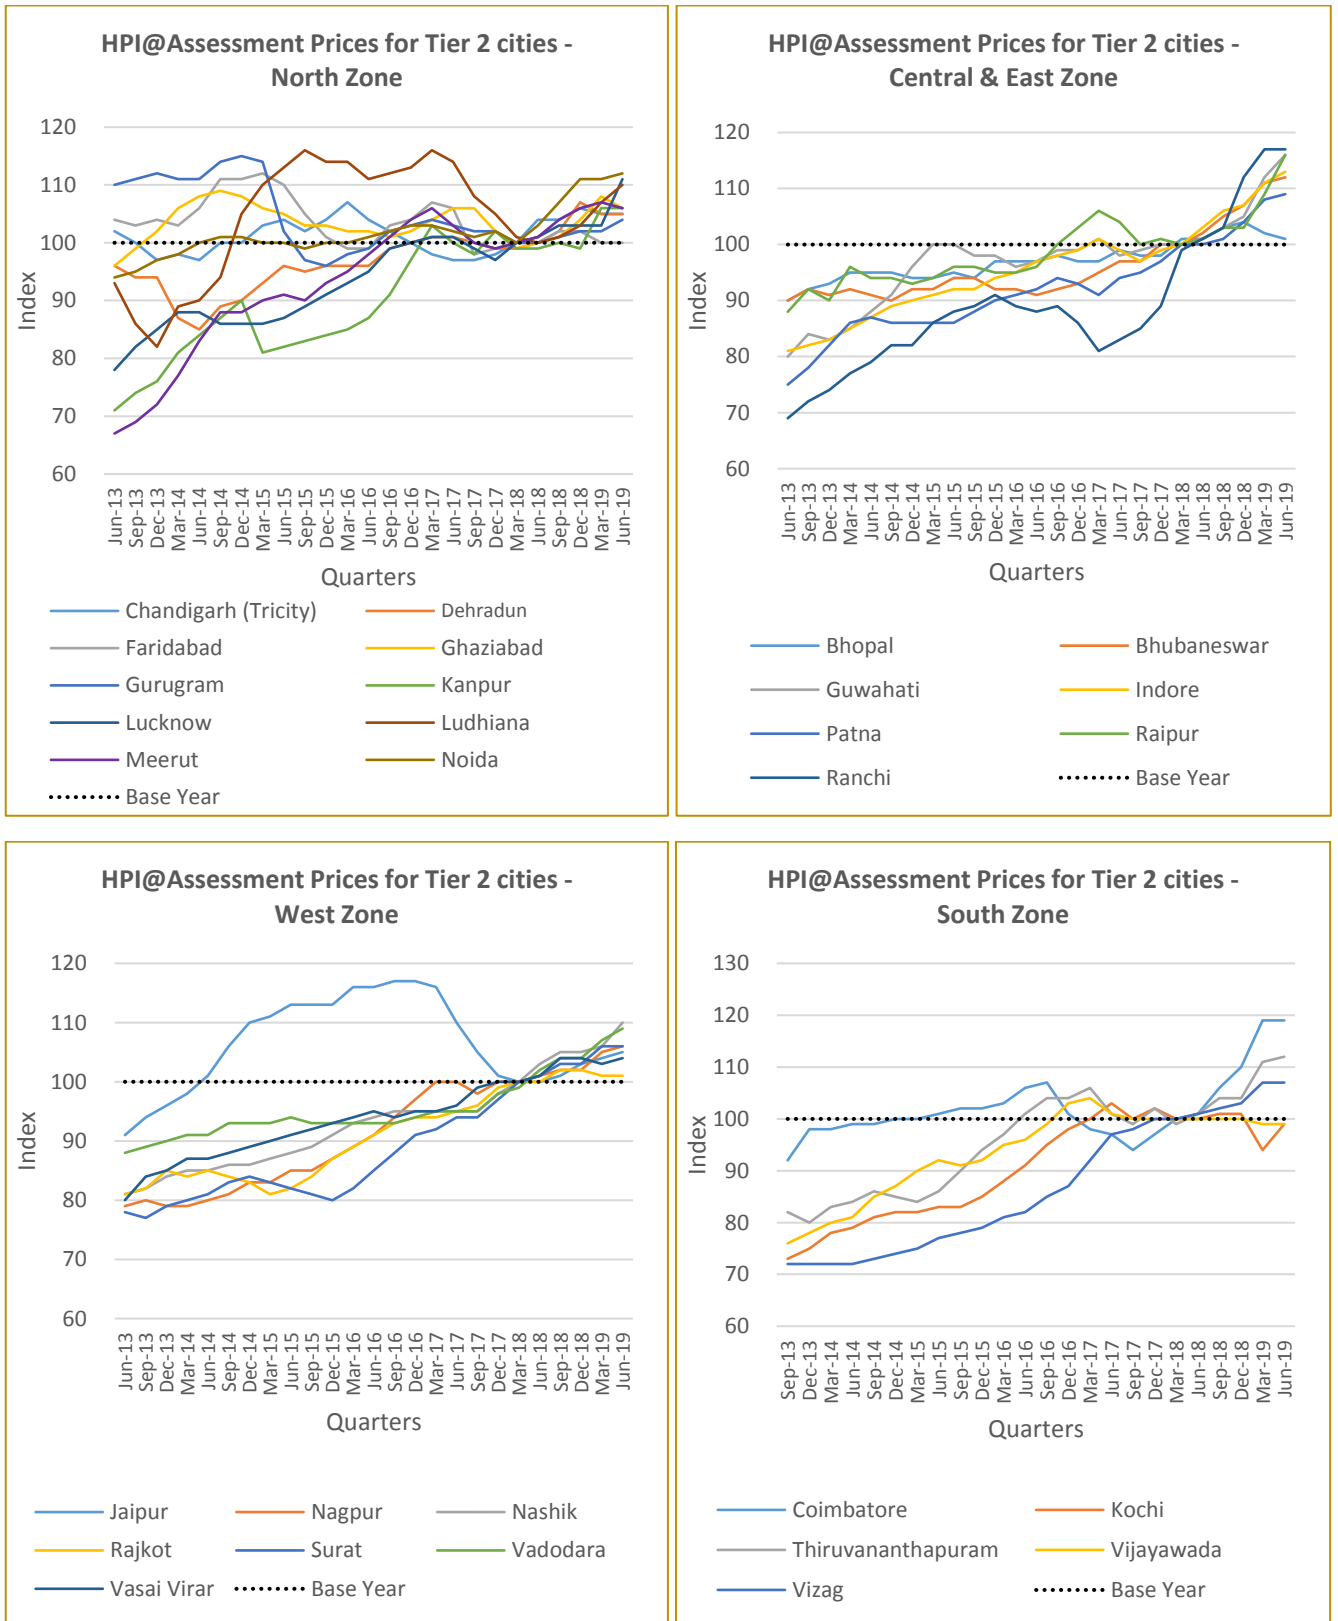 HPI@Assessment Prices for Tier 2 cities -
North Zone
Index
120
110
100
90
80
70
60
Jun-13
Sep-13
Dec-13
Mar-14
Jun-14
Sep-14
Dec-14
Mar-15
Jun-15
Sep-15
Dec-15
Mar-16
Jun-16
Sep-16
Dec-16
Mar-17
Jun-17
Sep-17
Dec-17
Mar-18
Jun-18
Sep-18
Dec-18
Mar-19
Jun-19
Quarters
Chandigarh (Tricity)
Dehradun
Faridabad
Ghaziabad
Gurugram
Kanpur
Lucknow
Ludhiana
Meerut
Noida
Base Year
HPI@Assessment Prices for Tier 2 cities -
Central & East Zone
Index
120
110
100
90
80
70
60
Jun-13
Sep-13
Dec-13
Mar-14
Jun-14
Sep-14
Dec-14
Mar-15
Jun-15
Sep-15
Dec-15
Mar-16
Jun-16
Sep-16
Dec-16
Mar-17
Jun-17
Sep-17
Dec-17
Mar-18
Jun-18
Sep-18
Dec-18
Mar-19
Jun-19
Quarters
Bhopal
Bhubaneswar
Guwahati
Indore
Patna
Raipur
Ranchi
Base Year
HPI@Assessment Prices for Tier 2 cities -
West Zone
Index
120
110
100
90
80
70
60
Jun-13
Sep-13
Dec-13
Mar-14
Jun-14
Sep-14
Dec-14
Mar-15
Jun-15
Sep-15
Dec-15
Mar-16
Jun-16
Sep-16
Dec-16
Mar-17
Jun-17
Sep-17
Dec-17
Mar-18
Jun-18
Sep-18
Dec-18
Mar-19
Jun-19
Quarters
Jaipur
Nagpur
Nashik
Rajkot
Surat
Vadodara
Vasai Virar
Base Year
HPI@Assessment Prices for Tier 2 cities -
South Zone
Index
130
120
110
100
90
80
70
60
Sep-13
Dec-13
Mar-14
Jun-14
Sep-14
Dec-14
Mar-15
Jun-15
Sep-15
Dec-15
Mar-16
Jun-16
Sep-16
Dec-16
Mar-17
Jun-17
Sep-17
Dec-17
Mar-18
Jun-18
Sep-18
Dec-18
Mar-19
Jun-19
Quarters
Coimbatore
Kochi
Thiruvananthapuram
Vijayawada
Vizag
Base Year